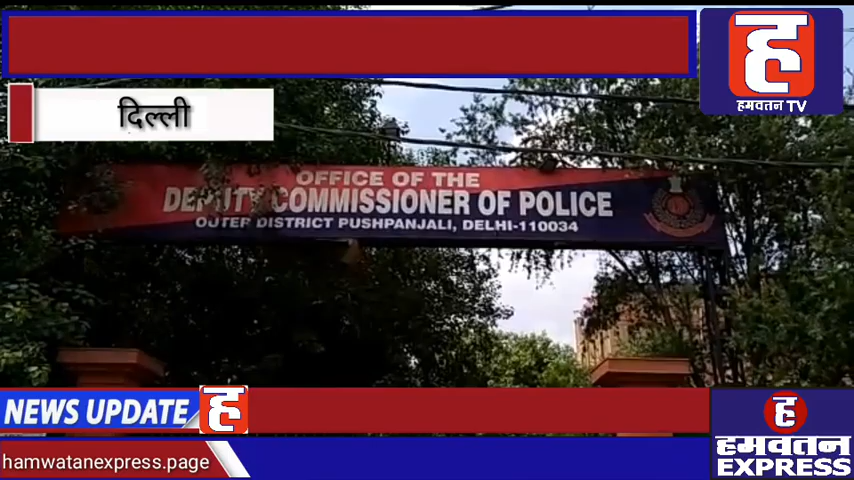 ह
हमवतन TV
दिल्ली
OFFICE OF THE
DEPUTY COMMISSIONER OF POLICE
OUTER DISTRICT PUSHPANJALI, DELHI-110034
NEWS UPDATE
ह
ह
हमवतन
EXPRESS
hamwatanexpress.page